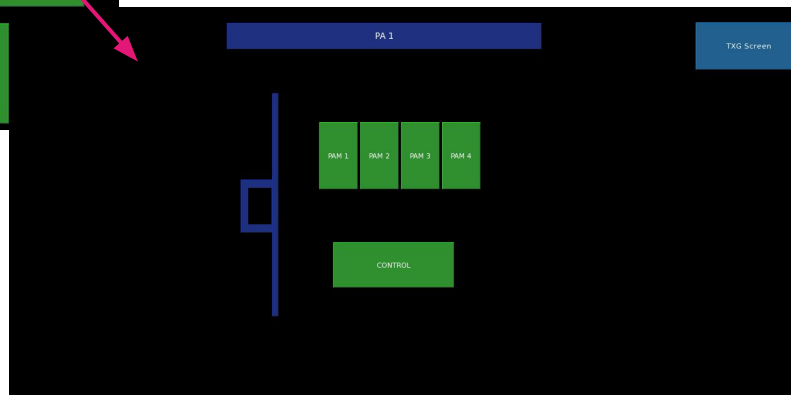 PA 1
TXG Screen
PAM 1
PAM 2
PAM 3
PAM 4
CONTROL